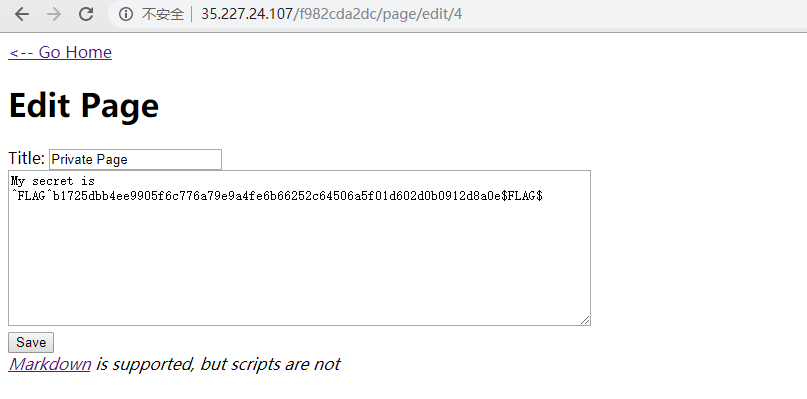 不安全 | 35.227.24.107/f982cda2dc/page/edit/4
<-- Go Home
Edit Page
Title: Private Page
My secret is
^FLAG^b1725dbb4ee9905f6c776a79e9a4fe6b66252c64506a5f01d602d0b0912d8a0e$FLAG$
Save
Markdown is supported, but scripts are not